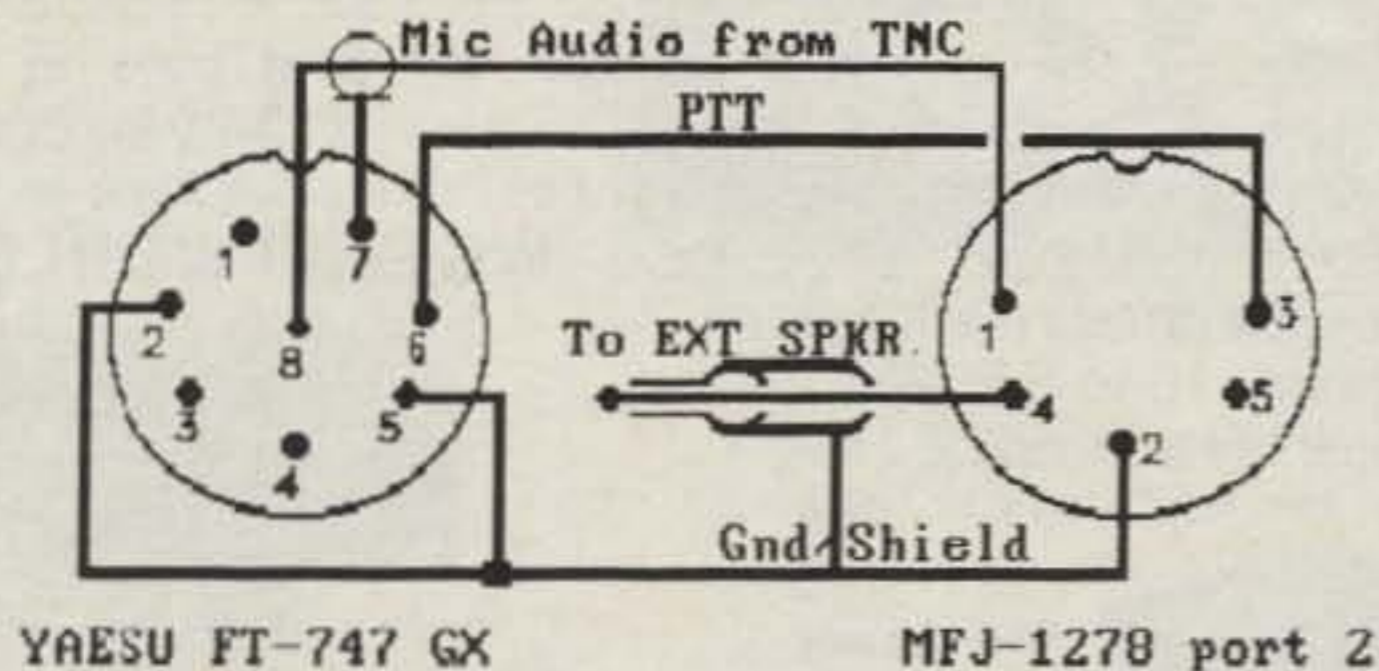 Mic Audio from TNC
PTT
1
7
2
8
6
3
5
4
To EXT SPKR.
1
3
4
5
2
Gnd Shield
YAESU FT-747 GX
MFJ-1278 port 2